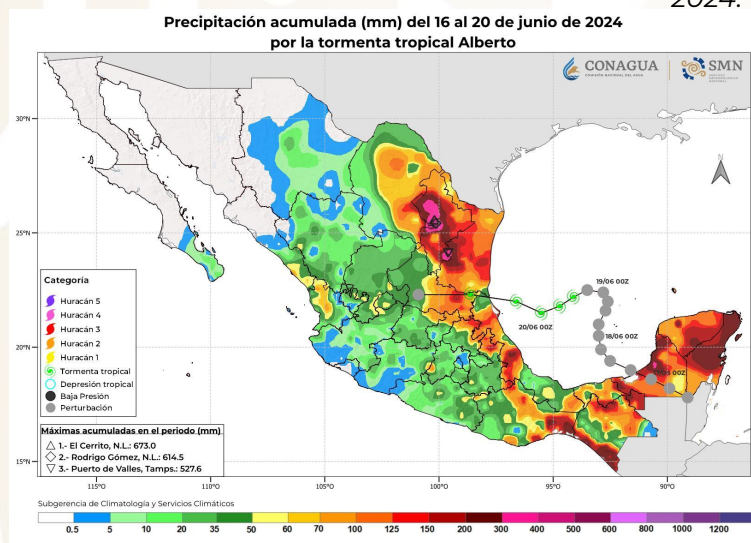 2024.
Precipitación acumulada (mm) del 16 al 20 de junio de 2024
por la tormenta tropical Alberto
CONAGUA
COMISIÓN NACIONAL DEL AGUA
SMN
SERVICIO
METEOROLÓGICO
NACIONAL
N
30°N
25°N
20°N
15°N
115°O
105°O
100°O
95°O
90°O
19/06 00Z
20/06 00Z
18/06 00Z
Categoría
Huracán 5
Huracán 4
Huracán 3
Huracán 2
Huracán 1
Tormenta tropical
Depresión tropical
Baja Presión
Perturbación
Máximas acumuladas en el periodo (mm)
1.- El Cerrito, N.L.: 673.0
2.- Rodrigo Gómez, N.L.: 614.5
3.- Puerto de Valles, Tamps.: 527.6
Subgerencia de Climatología y Servicios Climáticos
0.5 5 10 20 35 50 60 70 100 125 150 200 300 400 500 600 800 1000 1200